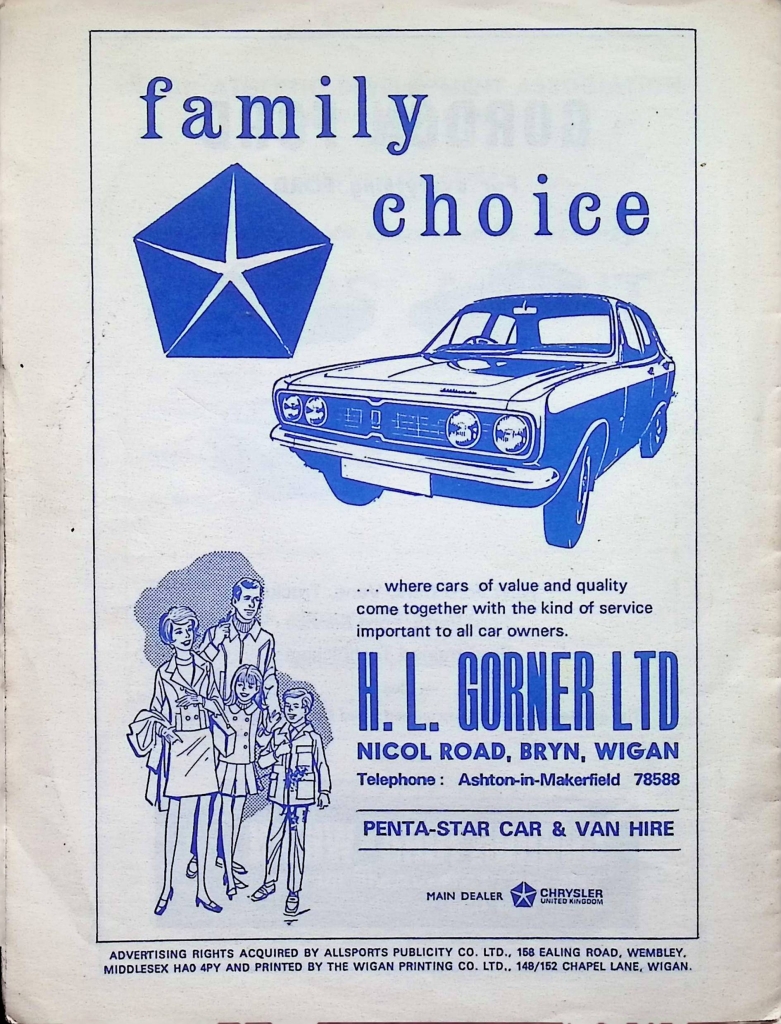 family
choice
where cars of value and quality
come together with the kind of service
important to all car owners.
H. L. GORNER LTD
NICOL ROAD, BRYN, WIGAN
Telephone : Ashton-in-Makerfield 78588
PENTA-STAR CAR & VAN HIRE
MAIN DEALER CHRYSLER
UNITED KINGDOM
ADVERTISING RIGHTS ACQUIRED BY ALLSPORTS PUBLICITY CO. LTD., 158 EALING ROAD, WEMBLEY,
MIDDLESEX HA0 4PY AND PRINTED BY THE WIGAN PRINTING CO. LTD., 148/152 CHAPEL LANE, WIGAN.